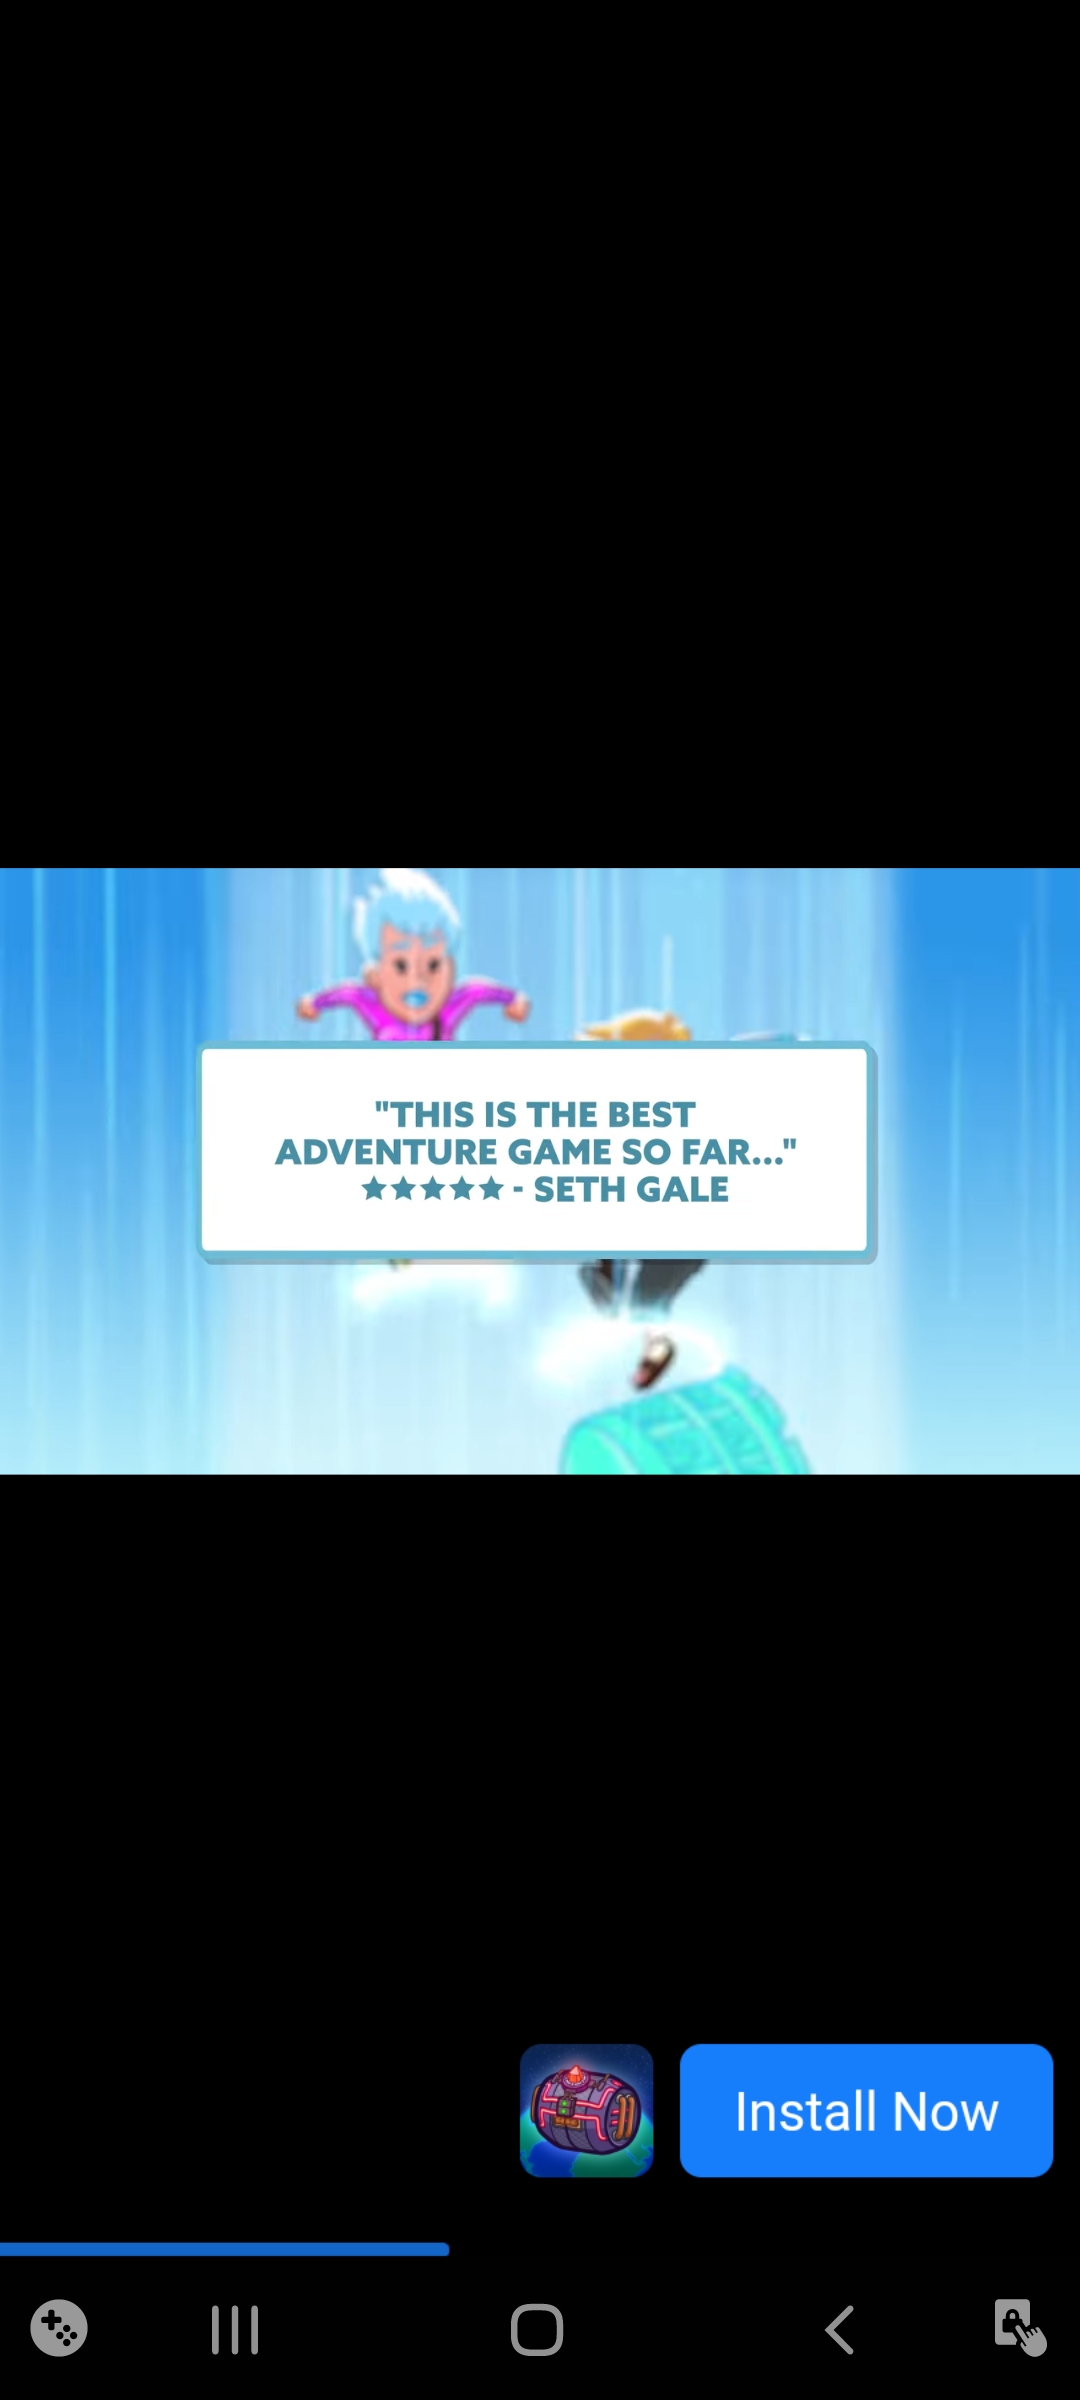 "THIS IS THE BEST
ADVENTURE GAME SO FAR..."
★★★★★ - SETH GALE
Install Now